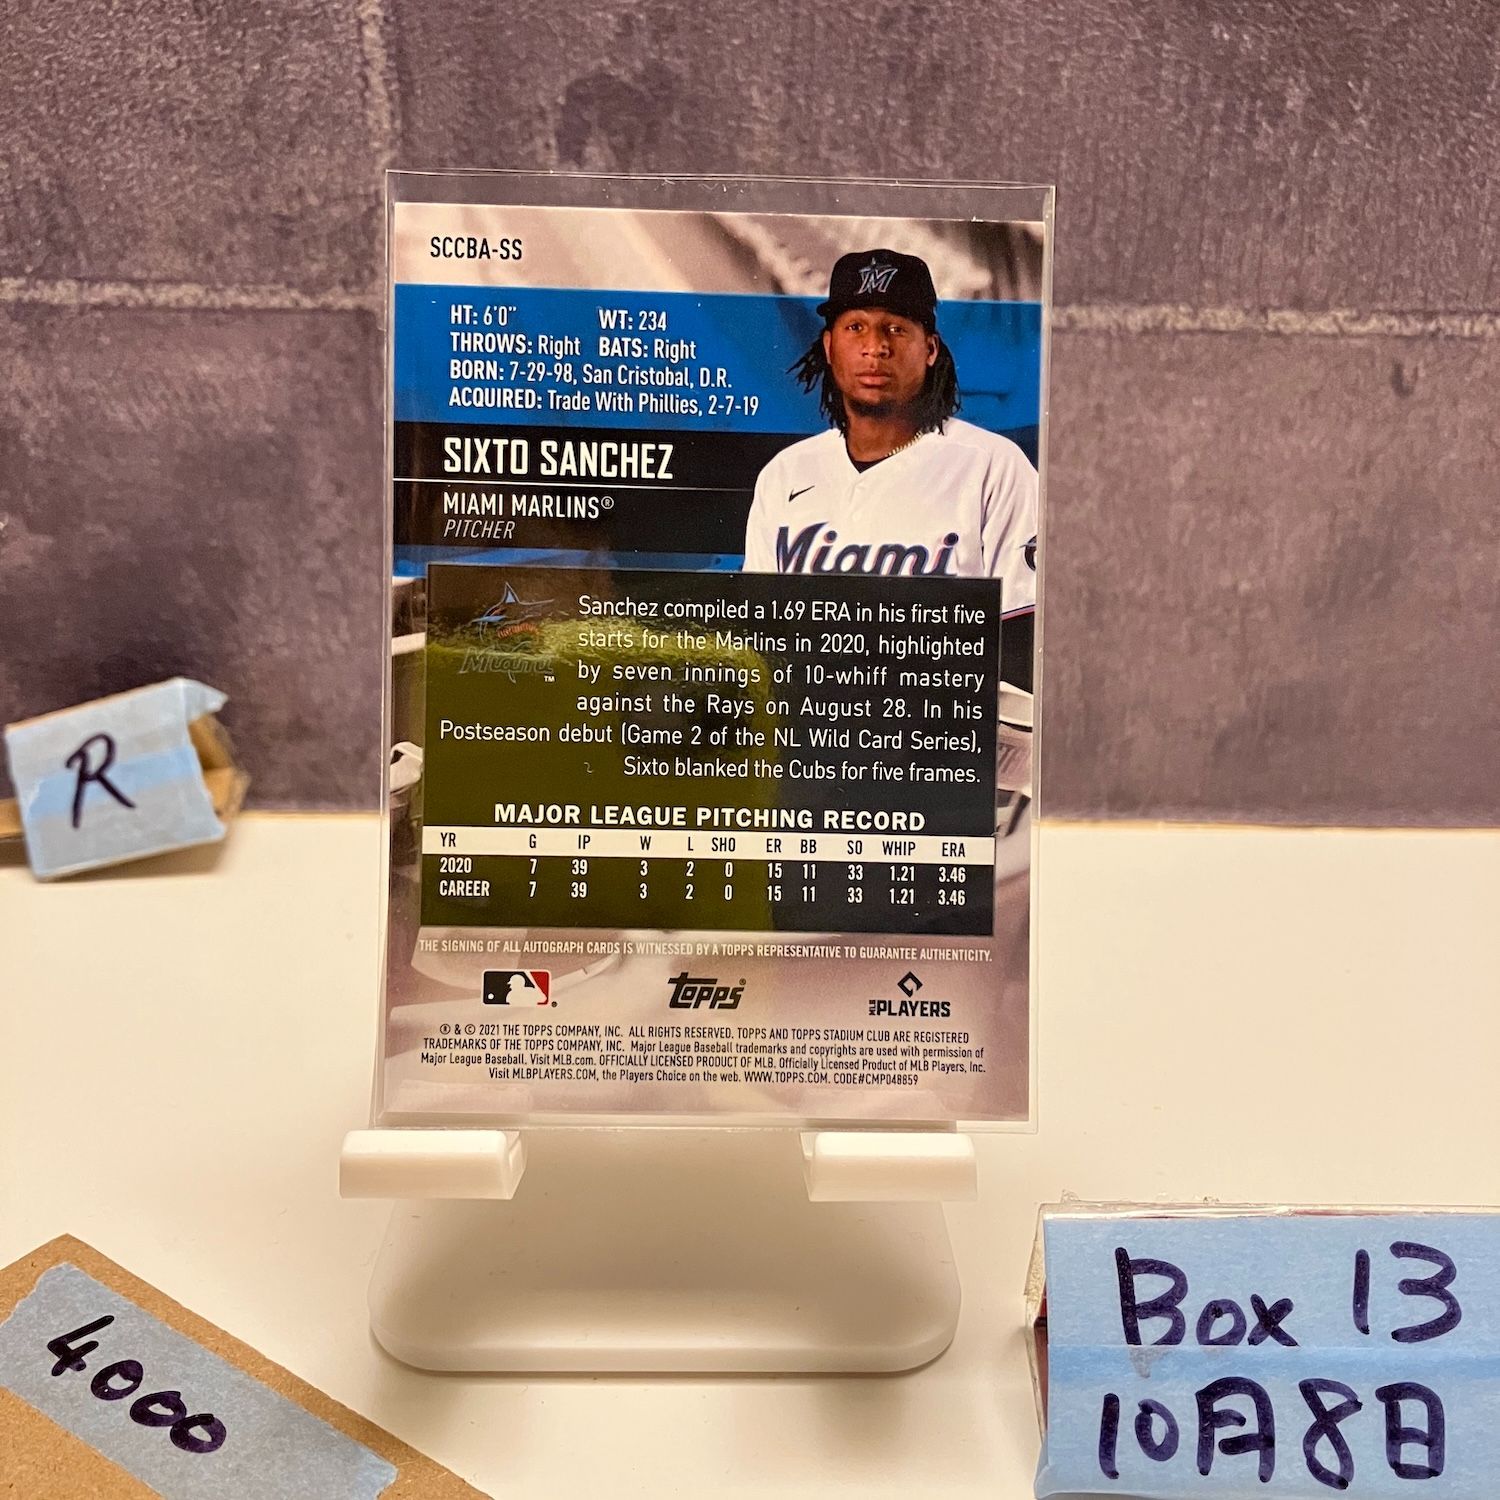 SCCBA-SS
HT: 6'0" WT: 234
THROWS: Right BATS: Right
BORN: 7-29-98, San Cristobal, D.R.
ACQUIRED: Trade With Phillies, 2-7-19
SIXTO SANCHEZ
MIAMI MARLINS®
PITCHER
M
Miami
Miami™
Sanchez compiled a 1.69 ERA in his first five
starts for the Marlins in 2020, highlighted
by seven innings of 10-whiff mastery
against the Rays on August 28. In his
Postseason debut (Game 2 of the NL Wild Card Series),
Sixto blanked the Cubs for five frames.
MAJOR LEAGUE PITCHING RECORD
YR G IP W L SHO ER BB SO WHIP ERA
2020 7 39 3 2 0 15 11 33 1.21 3.46
CAREER 7 39 3 2 0 15 11 33 1.21 3.46
THE SIGNING OF ALL AUTOGRAPH CARDS IS WITNESSED BY A TOPPS REPRESENTATIVE TO GUARANTEE AUTHENTICITY.
Topps® MLB PLAYERS
® & © 2021 THE TOPPS COMPANY, INC. ALL RIGHTS RESERVED. TOPPS AND TOPPS STADIUM CLUB ARE REGISTERED
TRADEMARKS OF THE TOPPS COMPANY, INC. Major League Baseball trademarks and copyrights are used with permission of
Major League Baseball. Visit MLB.com. OFFICIALLY LICENSED PRODUCT OF MLB. Officially Licensed Product of MLB Players, Inc.
Visit MLBPLAYERS.COM, the Players Choice on the web. WWW.TOPPS.COM. CODE#CMP048859
R
4000
Box 13
10月8日